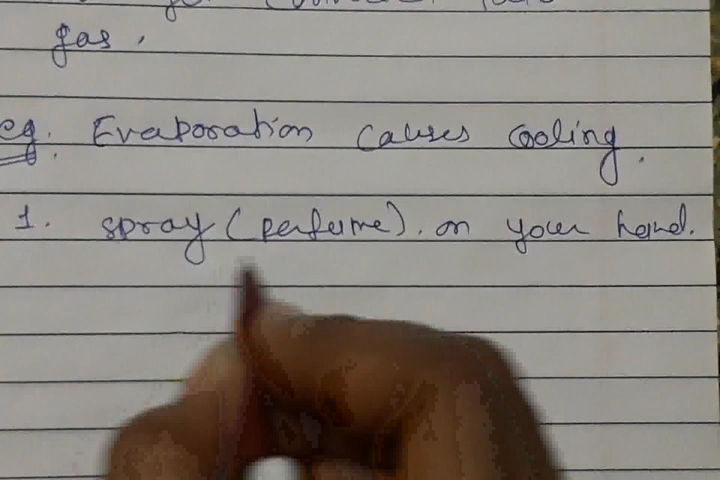 gas.
eg. Evaporation causes cooling.
1. spray (perfume). on your hand.